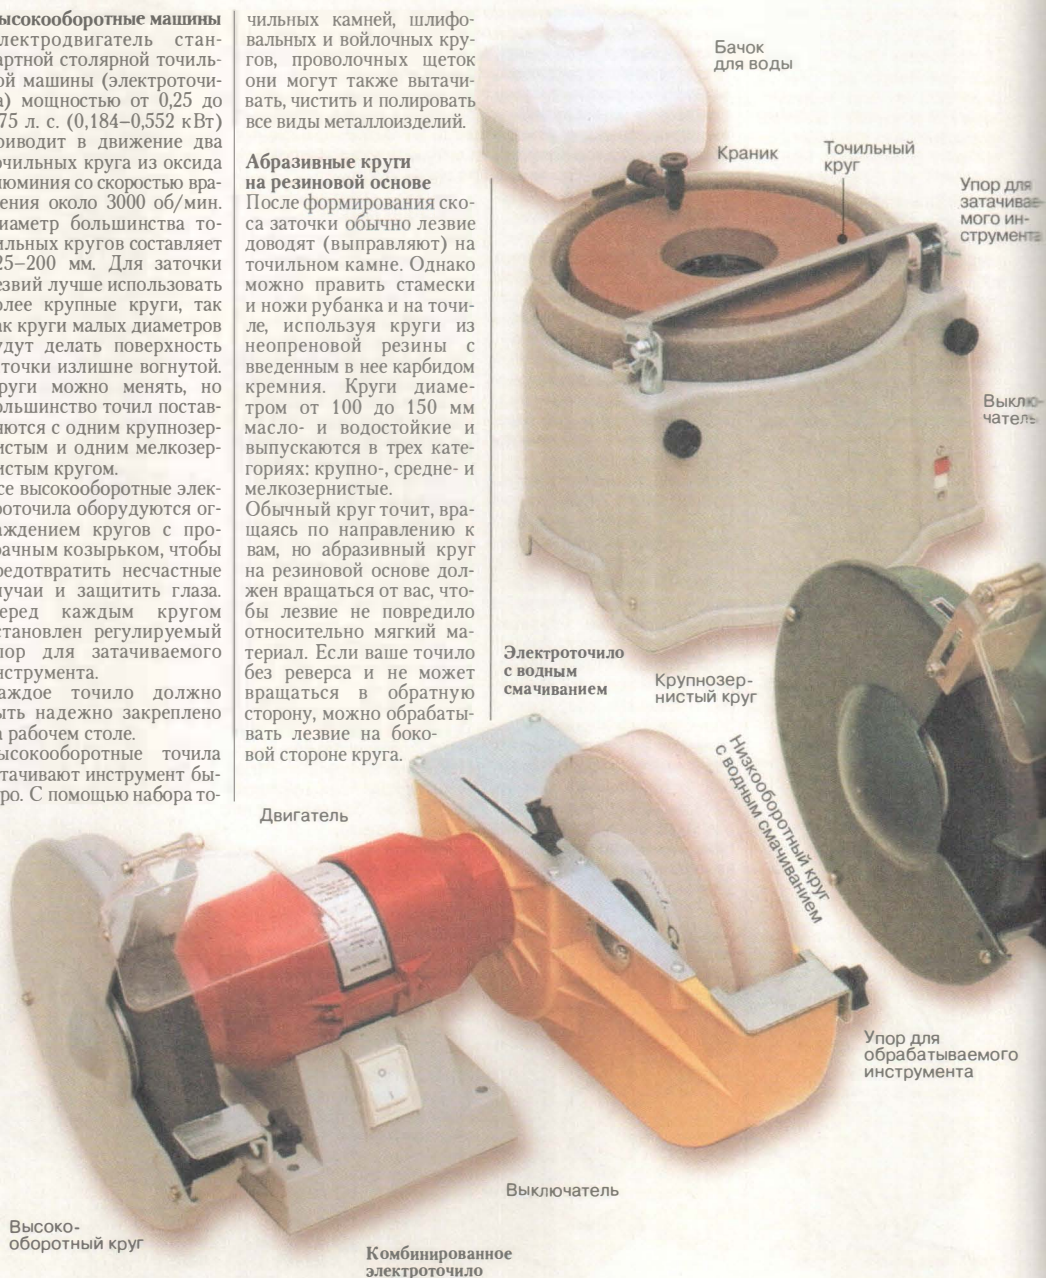 ысокооборотные машины
лектродвигатель стан-
артной столярной точиль-
ой машины (электроточи-
а) мощностью от 0,25 до
75 л. с. (0,184–0,552 кВт)
риводит в движение два
очильных круга из оксида
люминия со скоростью вра-
ения около 3000 об/мин.
иаметр большинства то-
ильных кругов составляет
25–200 мм. Для заточки
езвий лучше использовать
олее крупные круги, так
ак круги малых диаметров
удут делать поверхность
аточки излишне вогнутой.
руги можно менять, но
ольшинство точил постав-
яются с одним крупнозер-
истым и одним мелкозер-
истым кругом.
се высокооборотные элек-
роточила оборудуются ог-
аждением кругов с про-
рачным козырьком, чтобы
редотвратить несчастные
лучаи и защитить глаза.
еред каждым кругом
становлен регулируемый
пор для затачиваемого
нструмента.
аждое точило должно
ыть надежно закреплено
а рабочем столе.
ысокооборотные точила
атачивают инструмент бы-
ро. С помощью набора то-
чильных камней, шлифо-
вальных и войлочных кру-
гов, проволочных щеток
они могут также вытачи-
вать, чистить и полировать
все виды металлоизделий.
Абразивные круги
на резиновой основе
После формирования ско-
са заточки обычно лезвие
доводят (выправляют) на
точильном камне. Однако
можно править стамески
и ножи рубанка и на точи-
ле, используя круги из
неопреновой резины с
введенным в нее карбидом
кремния. Круги диаме-
тром от 100 до 150 мм
масло- и водостойкие и
выпускаются в трех кате-
гориях: крупно-, средне- и
мелкозернистые.
Обычный круг точит, вра-
щаясь по направлению к
вам, но абразивный круг
на резиновой основе дол-
жен вращаться от вас, что-
бы лезвие не повредило
относительно мягкий ма-
териал. Если ваше точило
без реверса и не может
вращаться в обратную
сторону, можно обрабаты-
вать лезвие на боко-
вой стороне круга.
Бачок
для воды
Краник
Точильный
круг
Упор для
затачивае-
мого ин-
струмента
Выклю-
чатель
Электроточило
с водным
смачиванием
Крупнозер-
нистый круг
Низкооборотный круг
с водным смачиванием
Двигатель
Упор для
обрабатываемого
инструмента
Выключатель
Высоко-
оборотный круг
Комбинированное
электроточило